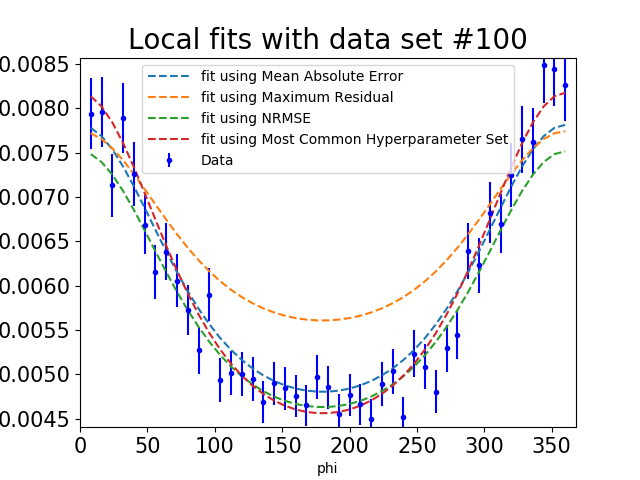 Local fits with data set #100
0.0085
0.0080
0.0075
0.0070
0.0065
0.0060
0.0055
0.0050
0.0045
fit using Mean Absolute Error
fit using Maximum Residual
fit using NRMSE
fit using Most Common Hyperparameter Set
Data
0 50 100 150 200 250 300 350
phi